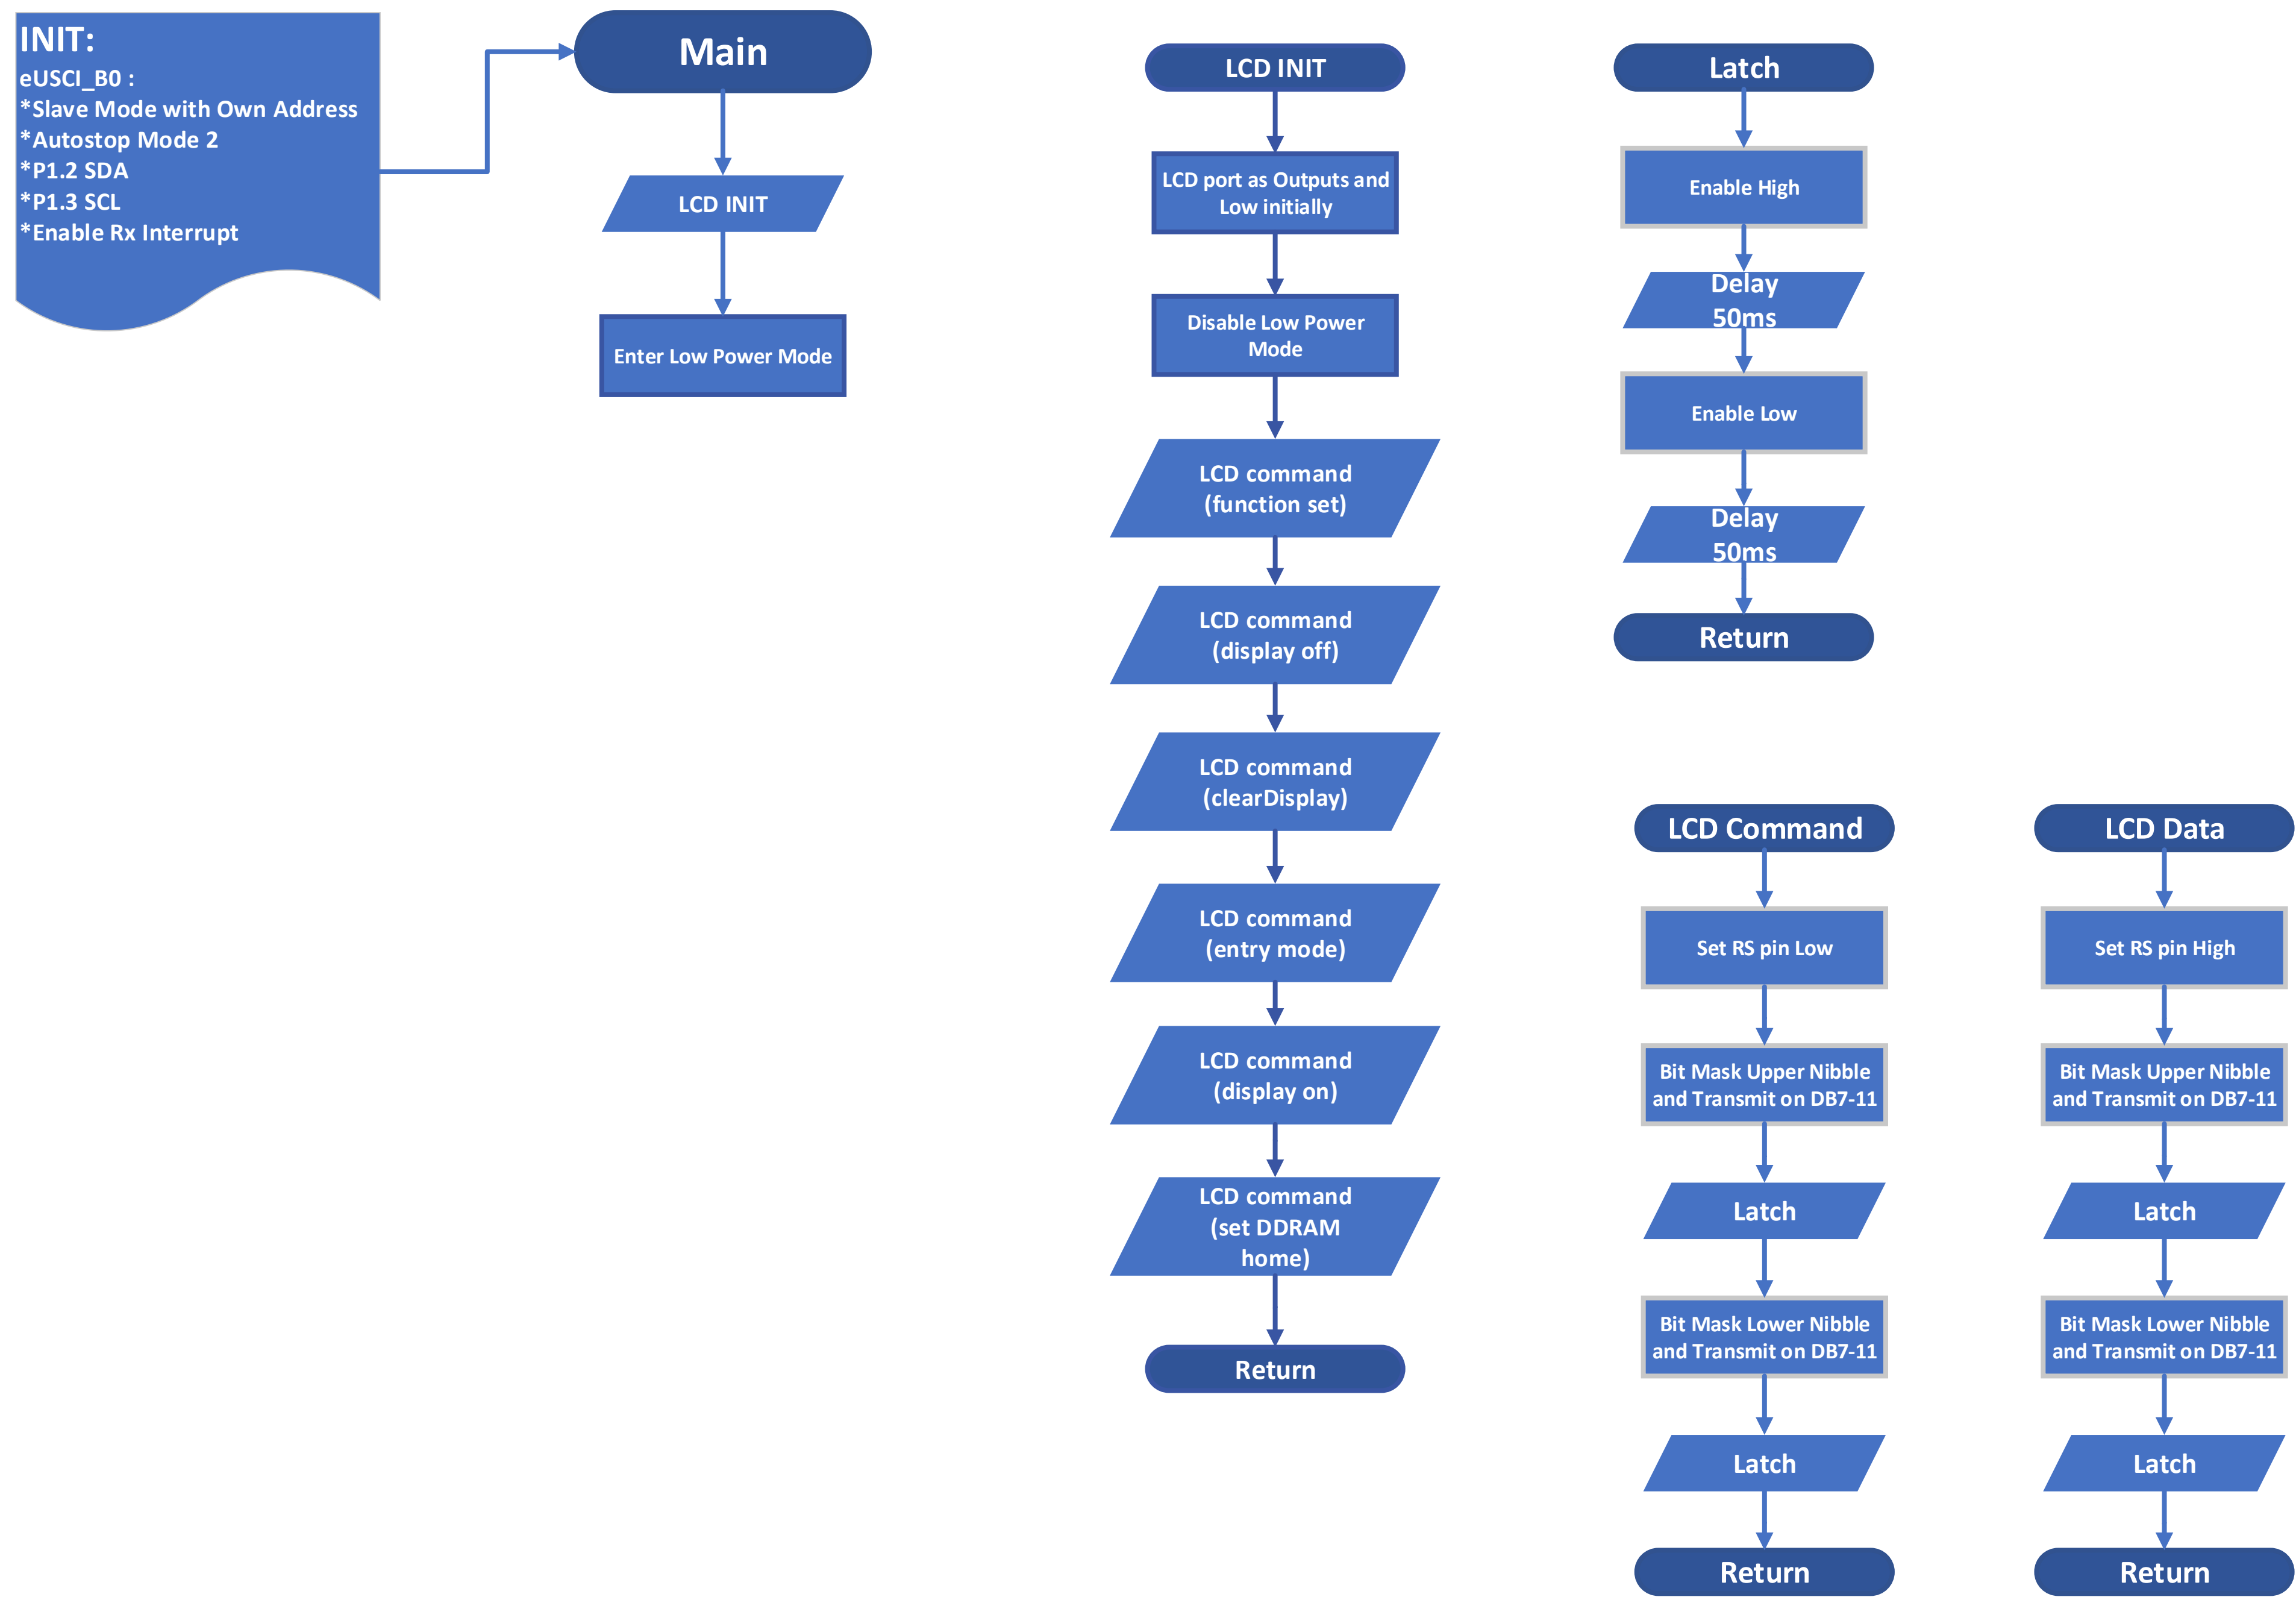 INIT:
eUSCI_B0 :
*Slave Mode with Own Address
*Autostop Mode 2
*P1.2 SDA
*P1.3 SCL
*Enable Rx Interrupt
Main
LCD INIT
Enter Low Power Mode
LCD INIT
LCD port as Outputs and
Low initially
Disable Low Power
Mode
LCD command
(function set)
LCD command
(display off)
LCD command
(clearDisplay)
LCD command
(entry mode)
LCD command
(display on)
LCD command
(set DDRAM
home)
Return
Latch
Enable High
Delay
50ms
Enable Low
Delay
50ms
Return
LCD Command
Set RS pin Low
Bit Mask Upper Nibble
and Transmit on DB7-11
Latch
Bit Mask Lower Nibble
and Transmit on DB7-11
Latch
Return
LCD Data
Set RS pin High
Bit Mask Upper Nibble
and Transmit on DB7-11
Latch
Bit Mask Lower Nibble
and Transmit on DB7-11
Latch
Return